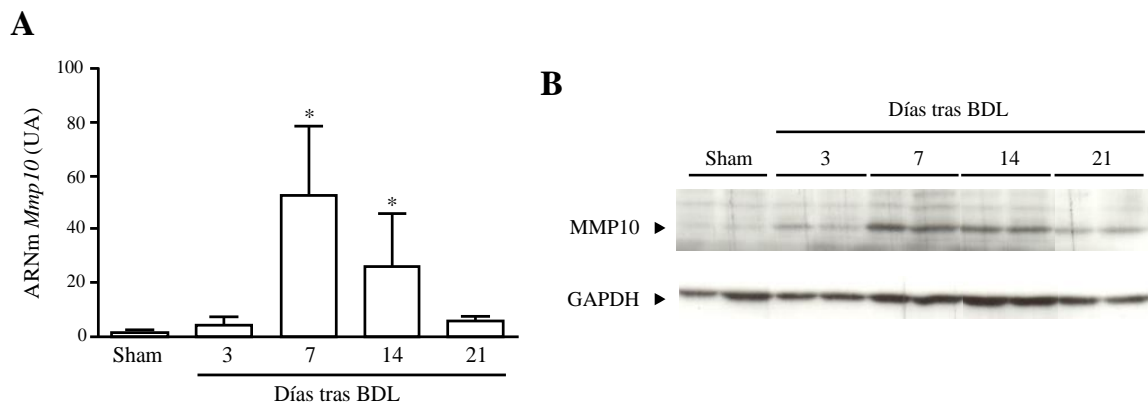 A
ARNm Mmp10 (UA)
100
80
60
40
20
0
*
*
Sham
3
7
14
21
Días tras BDL
B
Días tras BDL
Sham
3
7
14
21
MMP10
GAPDH